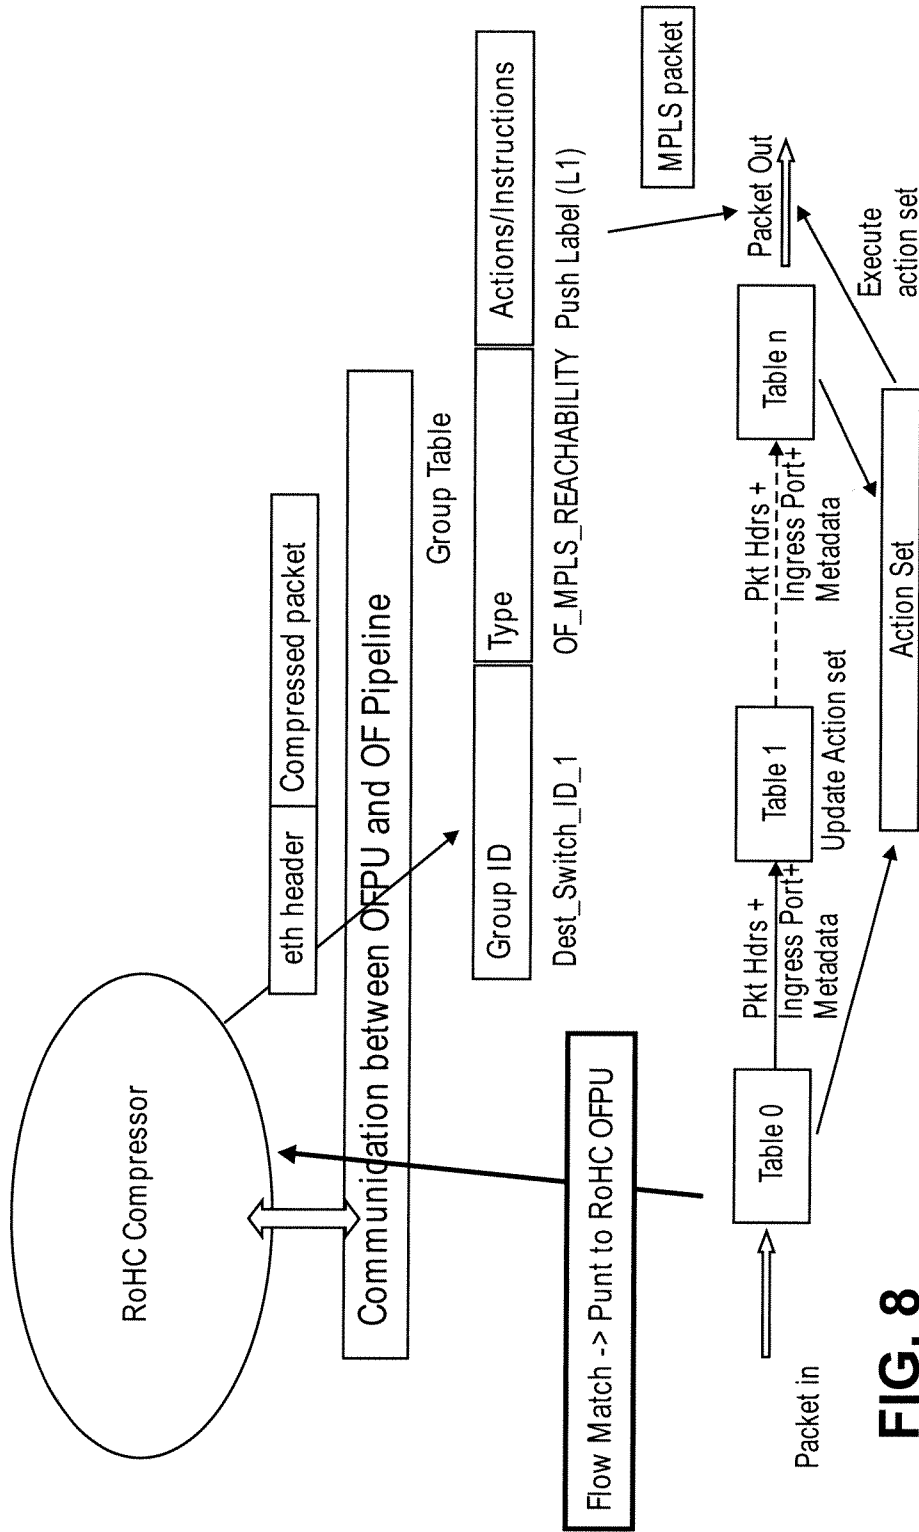 RoHC Compressor
eth header
Compressed packet
Communication between OFPU and OF Pipeline
Group Table
Group ID
Type
Actions/Instructions
Dest_Switch_ID_1
OF_MPLS_REACHABILITY
Push Label (L1)
Flow Match -> Punt to RoHC OFPU
MPLS packet
Packet in
Table 0
Pkt Hdrs +
Ingress Port+
Metadata
Table 1
Update Action set
Pkt Hdrs +
Ingress Port+
Metadata
Table n
Packet Out
Execute
action set
Action Set
FIG. 8